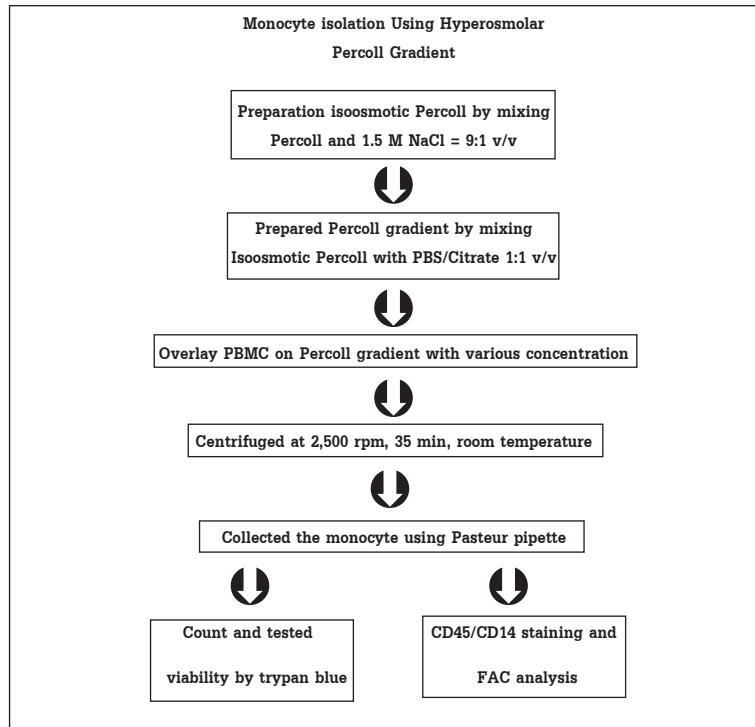 Monocyte isolation Using Hyperosmolar
Percoll Gradient
Preparation isoosmotic Percoll by mixing
Percoll and 1.5 M NaCl = 9:1 v/v
Prepared Percoll gradient by mixing
Isoosmotic Percoll with PBS/Citrate 1:1 v/v
Overlay PBMC on Percoll gradient with various concentration
Centrifuged at 2,500 rpm, 35 min, room temperature
Collected the monocyte using Pasteur pipette
Count and tested
viability by trypan blue
CD45/CD14 staining and
FAC analysis